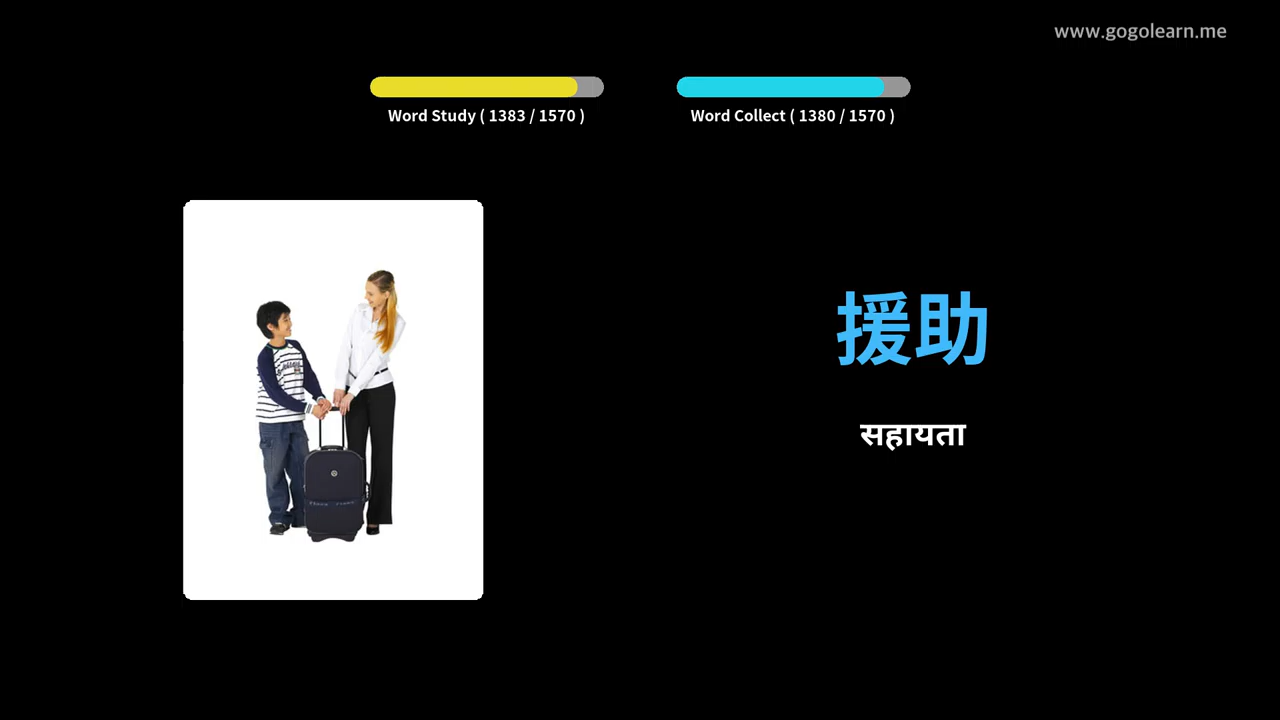 www.gogolearn.me
Word Study ( 1383 / 1570 )
Word Collect ( 1380 / 1570 )
援助
सहायता